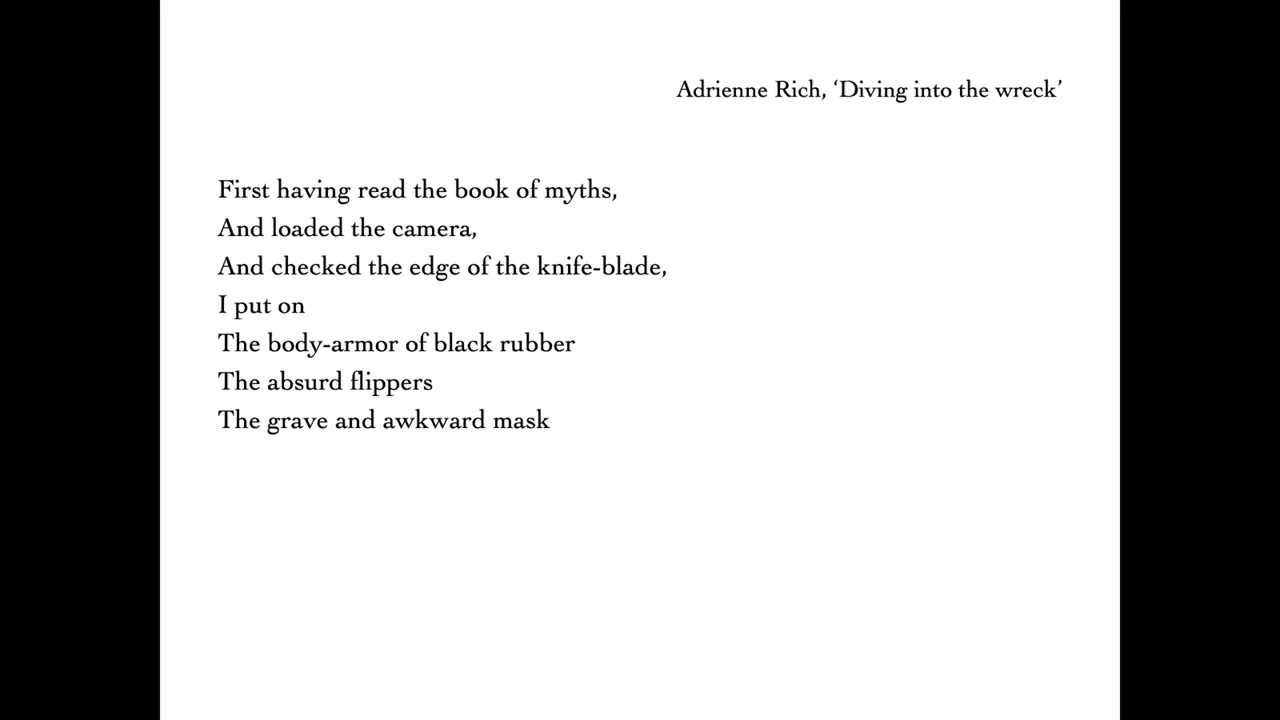 Adrienne Rich, ‘Diving into the wreck’
First having read the book of myths,
And loaded the camera,
And checked the edge of the knife-blade,
I put on
The body-armor of black rubber
The absurd flippers
The grave and awkward mask